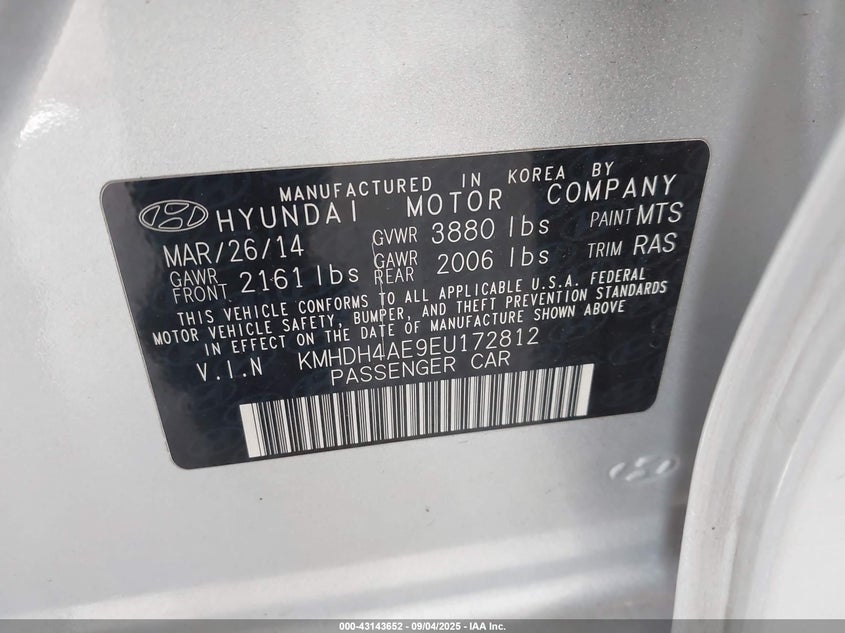 MANUFACTURED IN KOREA BY
HYUNDAI MOTOR COMPANY
MAR/26/14 GVWR 3880 lbs PAINT MTS
GAWR FRONT 2161 lbs GAWR REAR 2006 lbs TRIM RAS
THIS VEHICLE CONFORMS TO ALL APPLICABLE U.S.A. FEDERAL
MOTOR VEHICLE SAFETY, BUMPER, AND THEFT PREVENTION STANDARDS
IN EFFECT ON THE DATE OF MANUFACTURE SHOWN ABOVE
V.I.N KMHDH4AE9EU172812
PASSENGER CAR
000-43143652 - 09/04/2025 - IAA Inc.